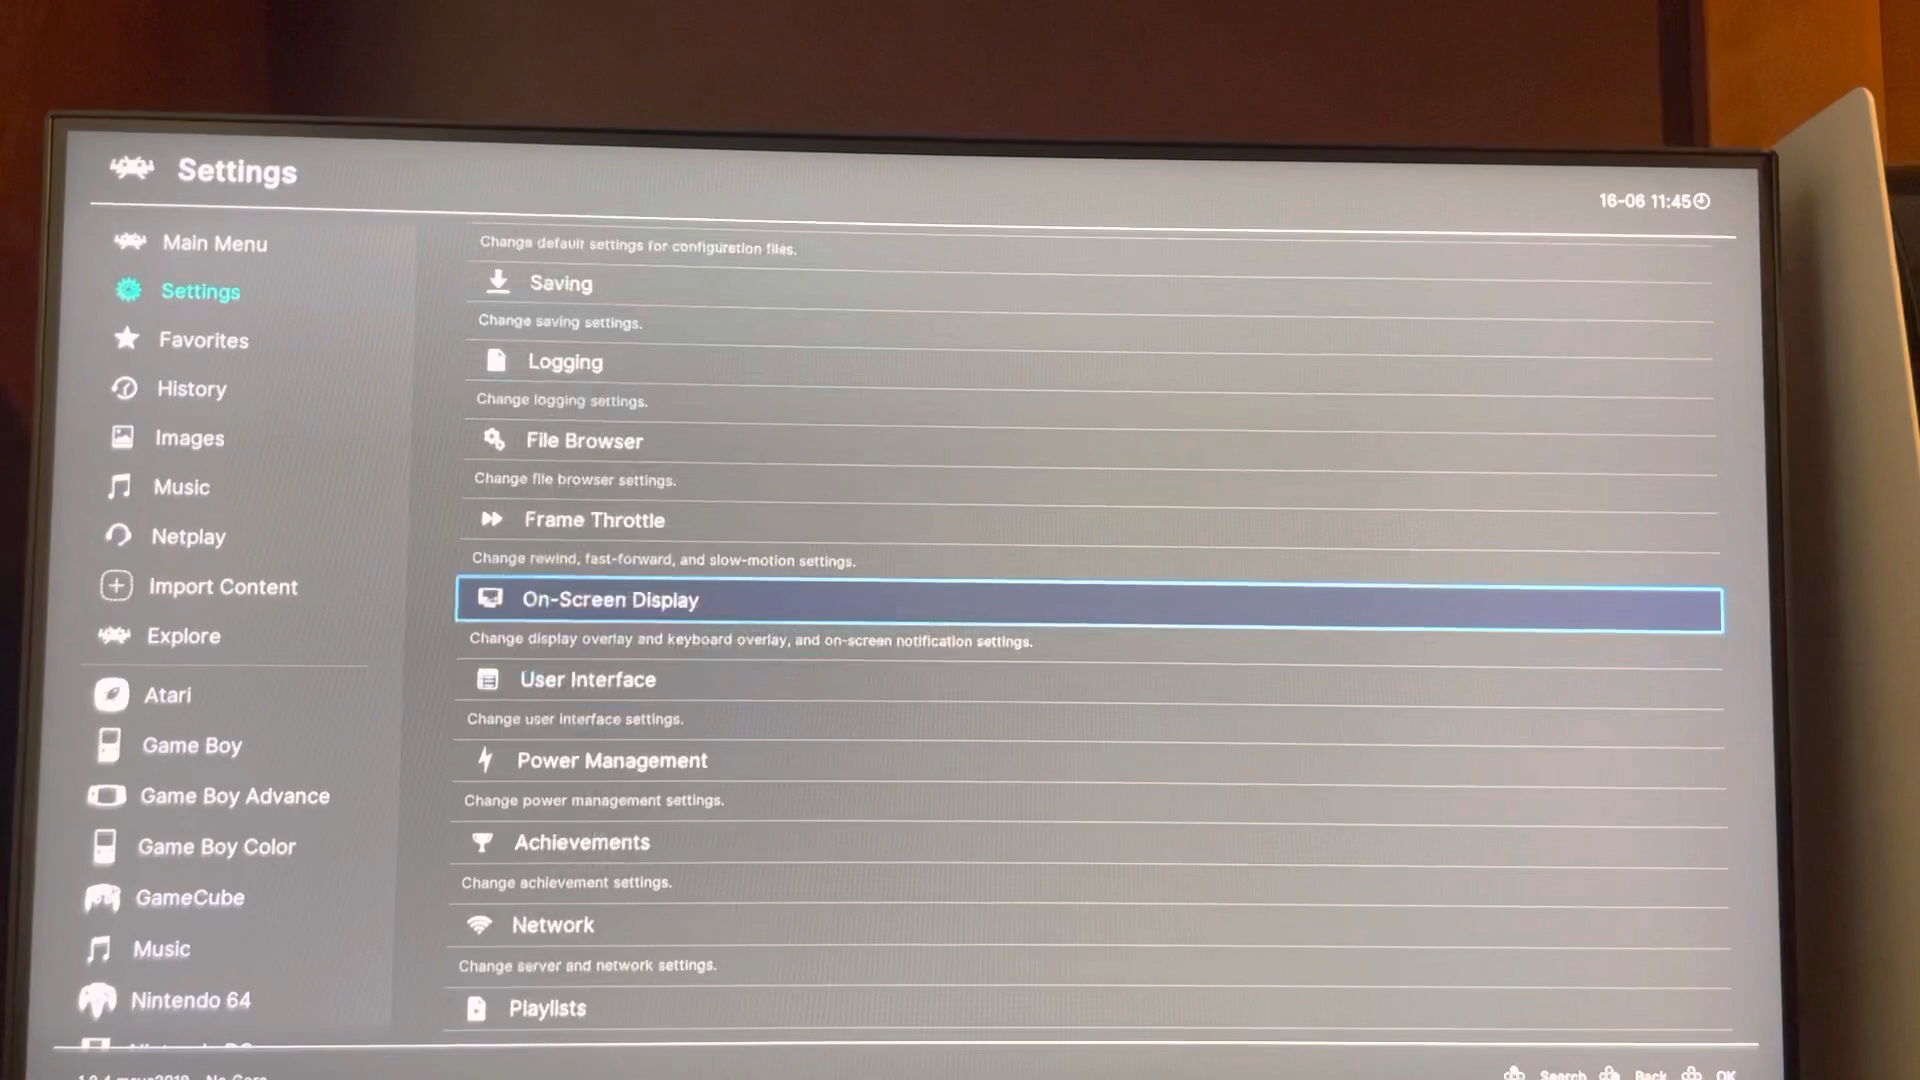 Settings
16-06 11:45
Main Menu
Settings
Favorites
History
Images
Music
Netplay
Import Content
Explore
Atari
Game Boy
Game Boy Advance
Game Boy Color
GameCube
Music
Nintendo 64
Change default settings for configuration files.
Saving
Change saving settings.
Logging
Change logging settings.
File Browser
Change file browser settings.
Frame Throttle
Change rewind, fast-forward, and slow-motion settings.
On-Screen Display
Change display overlay and keyboard overlay, and on-screen notification settings.
User Interface
Change user interface settings.
Power Management
Change power management settings.
Achievements
Change achievement settings.
Network
Change server and network settings.
Playlists
No Core
Search Back OK